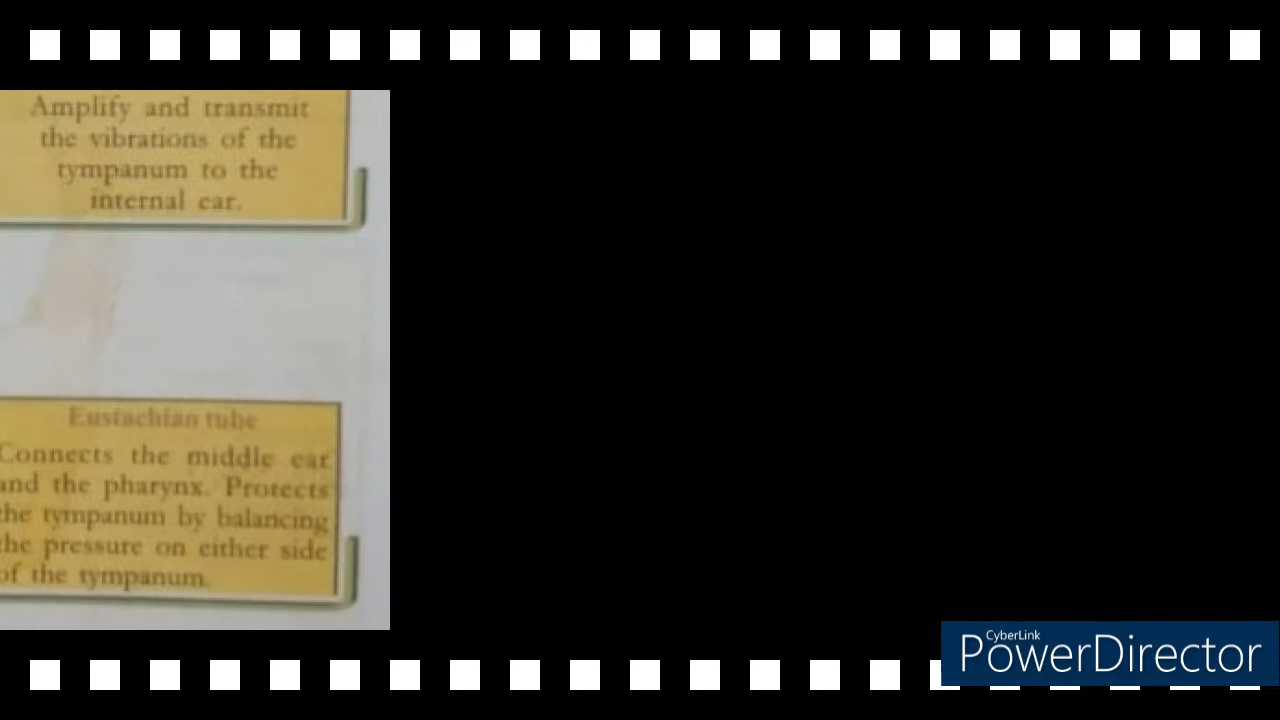 Amplify and transmit
the vibrations of the
tympanum to the
internal ear.
Eustachian tube
Connects the middle ear
and the pharynx. Protects
the tympanum by balancing
the pressure on either side
of the tympanum.
CyberLink
PowerDirector